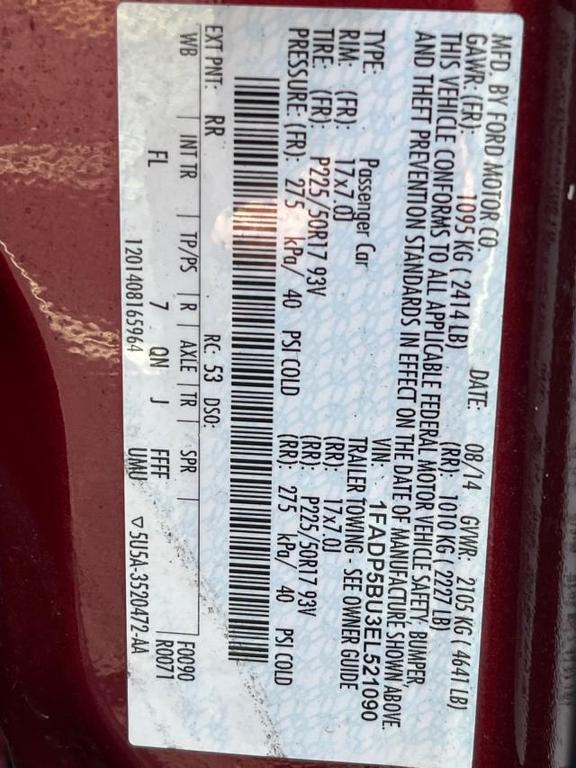 MFD. BY FORD MOTOR CO.
DATE: 08/14 GVWR: 2105 KG ( 4641 LB)
GAWR: (FR): 1095 KG ( 2414 LB) (RR): 1010 KG ( 2227 LB)
THIS VEHICLE CONFORMS TO ALL APPLICABLE FEDERAL MOTOR VEHICLE SAFETY, BUMPER,
AND THEFT PREVENTION STANDARDS IN EFFECT ON THE DATE OF MANUFACTURE SHOWN ABOVE.
VIN: 1FADP5BU3EL521090
TYPE: Passenger Car TRAILER TOWING - SEE OWNER GUIDE
RIM: (FR): 17x7.0J (RR): 17x7.0J
TIRE: (FR): P225/50R17 93V (RR): P225/50R17 93V
PRESSURE: (FR): 275 kPa/ 40 PSI COLD (RR): 275 kPa/ 40 PSI COLD
EXT PNT: RR RC: 53 DSO:
WB INT TR TP/PS R AXLE TR SPR F0090
FL 7 QN J FFFF R0071
1201408165964 UMU ▽5U5A-3520472-AA